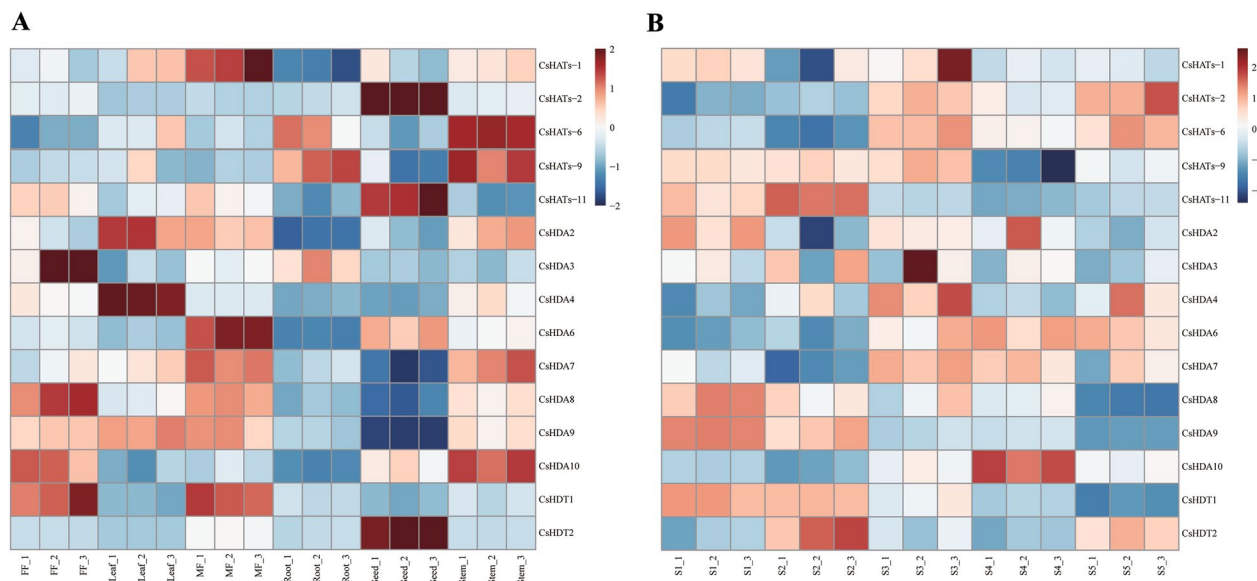 A
2
1
0
−1
−2
CsHATs−1
CsHATs−2
CsHATs−6
CsHATs−9
CsHATs−11
CsHDA2
CsHDA3
CsHDA4
CsHDA6
CsHDA7
CsHDA8
CsHDA9
CsHDA10
CsHDT1
CsHDT2
FF_1
FF_2
FF_3
Leaf_1
Leaf_2
Leaf_3
MF_1
MF_2
MF_3
Root_1
Root_2
Root_3
Seed_1
Seed_2
Seed_3
Stem_1
Stem_2
Stem_3
B
2
1
0
CsHATs−1
CsHATs−2
CsHATs−6
CsHATs−9
CsHATs−11
CsHDA2
CsHDA3
CsHDA4
CsHDA6
CsHDA7
CsHDA8
CsHDA9
CsHDA10
CsHDT1
CsHDT2
S1_1
S1_2
S1_3
S2_1
S2_2
S2_3
S3_1
S3_2
S3_3
S4_1
S4_2
S4_3
S5_1
S5_2
S5_3